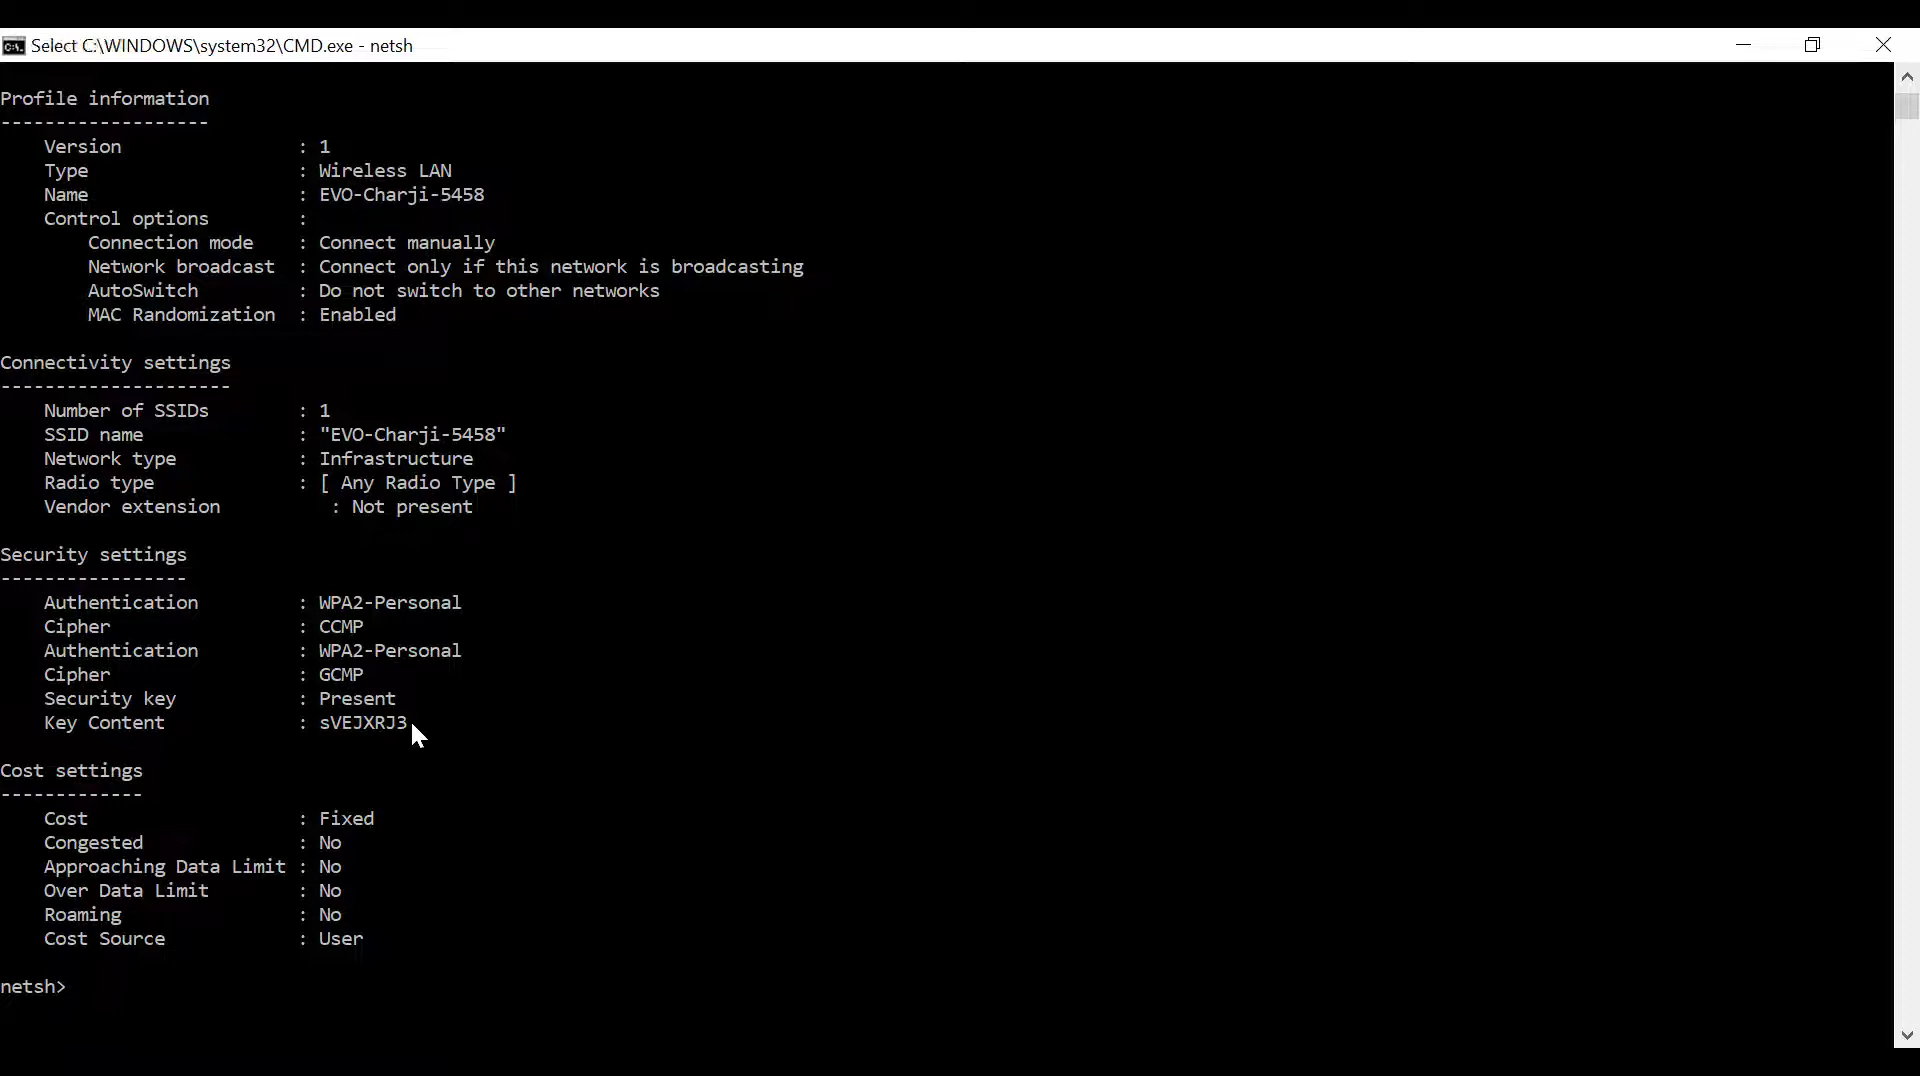 Select C:\WINDOWS\system32\CMD.exe - netsh
Profile information
-------------------
Version : 1
Type : Wireless LAN
Name : EVO-Charji-5458
Control options :
Connection mode : Connect manually
Network broadcast : Connect only if this network is broadcasting
AutoSwitch : Do not switch to other networks
MAC Randomization : Enabled
Connectivity settings
---------------------
Number of SSIDs : 1
SSID name : "EVO-Charji-5458"
Network type : Infrastructure
Radio type : [ Any Radio Type ]
Vendor extension : Not present
Security settings
-----------------
Authentication : WPA2-Personal
Cipher : CCMP
Authentication : WPA2-Personal
Cipher : GCMP
Security key : Present
Key Content : sVEJXRJ3
Cost settings
-------------
Cost : Fixed
Congested : No
Approaching Data Limit : No
Over Data Limit : No
Roaming : No
Cost Source : User
netsh>